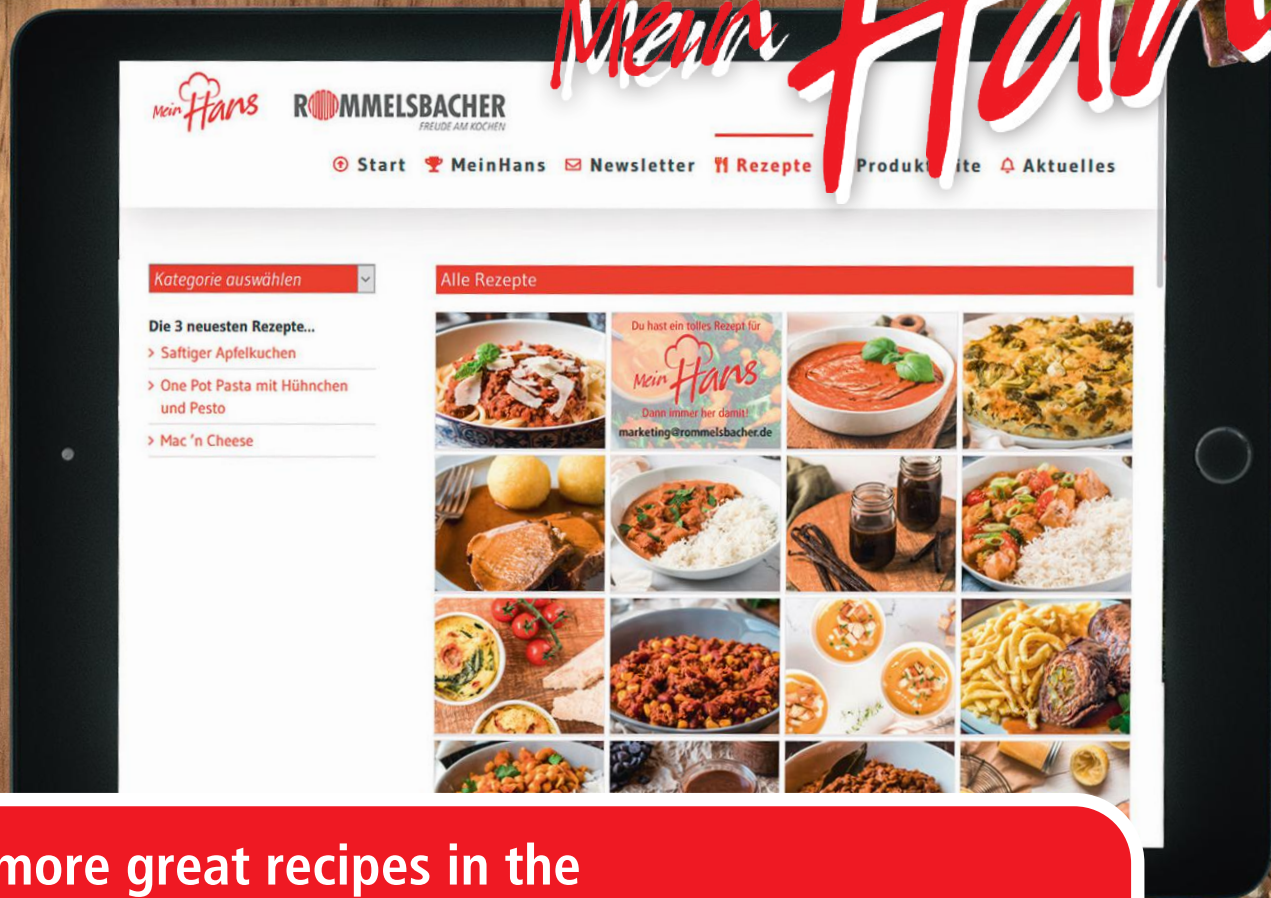 Mein
Mein Hans
ROMMELSBACHER
FREUDE AM KOCHEN
Start MeinHans Newsletter Rezepte Aktuelles
Kategorie auswählen
Alle Rezepte
Die 3 neuesten Rezepte...
> Saftiger Apfelkuchen
> One Pot Pasta mit Hühnchen
und Pesto
> Mac 'n Cheese
Du hast ein tolles Rezept für
Mein Hans
Dann immer her damit!
marketing@rommelsbacher.de
more great recipes in the